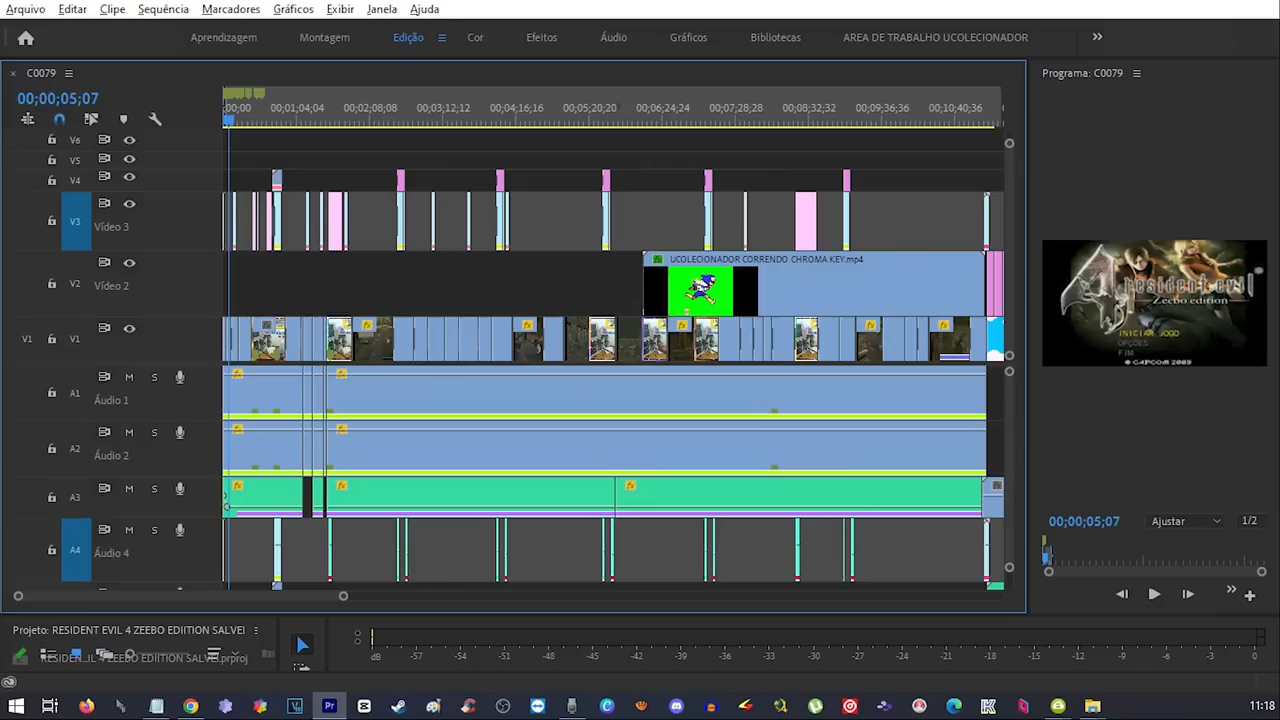 Arquivo Editar Clipe Sequência Marcadores Gráficos Exibir Janela Ajuda
Aprendizagem Montagem Edição Cor Efeitos Áudio Gráficos Bibliotecas AREA DE TRABALHO UCOLECIONADOR
C0079
Programa: C0079
00;00;05;07
;00;00 00;01;04;04 00;02;08;08 00;03;12;12 00;04;16;16 00;05;20;20 00;06;24;24 00;07;28;28 00;08;32;32 00;09;36;36 00;10;40;36
V6
V5
V4
V3
Vídeo 3
V2
Vídeo 2
UCOLECIONADOR CORRENDO CHROMA KEY.mp4
V1 V1
A1 M S
Áudio 1
A2 M S
Áudio 2
A3 M S
A4 M S
Áudio 4
4 resident evil
Zeebo edition
INICIAR JOGO
OPÇÕES
FIM
© CAPCOM 2009
00;00;05;07 Ajustar 1/2
Projeto: RESIDENT EVIL 4 ZEEBO EDIITION SALVEI
RESIDEN_IL 4 ZEEBO EDIITION SALVEI.prproj
dB -57 -54 -51 -48 -45 -42 -39 -36 -33 -30 -27 -24 -21 -18 -15 -12 -9 -6 -3 0
Pr
11:18